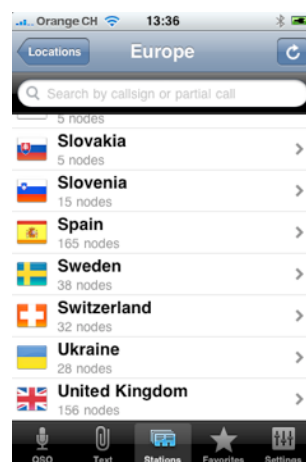 Orange CH 13:36
Locations Europe
Search by callsign or partial call
5 nodes
Slovakia
5 nodes
Slovenia
15 nodes
Spain
165 nodes
Sweden
38 nodes
Switzerland
32 nodes
Ukraine
28 nodes
United Kingdom
156 nodes
QSO Text Stations Favorites Settings